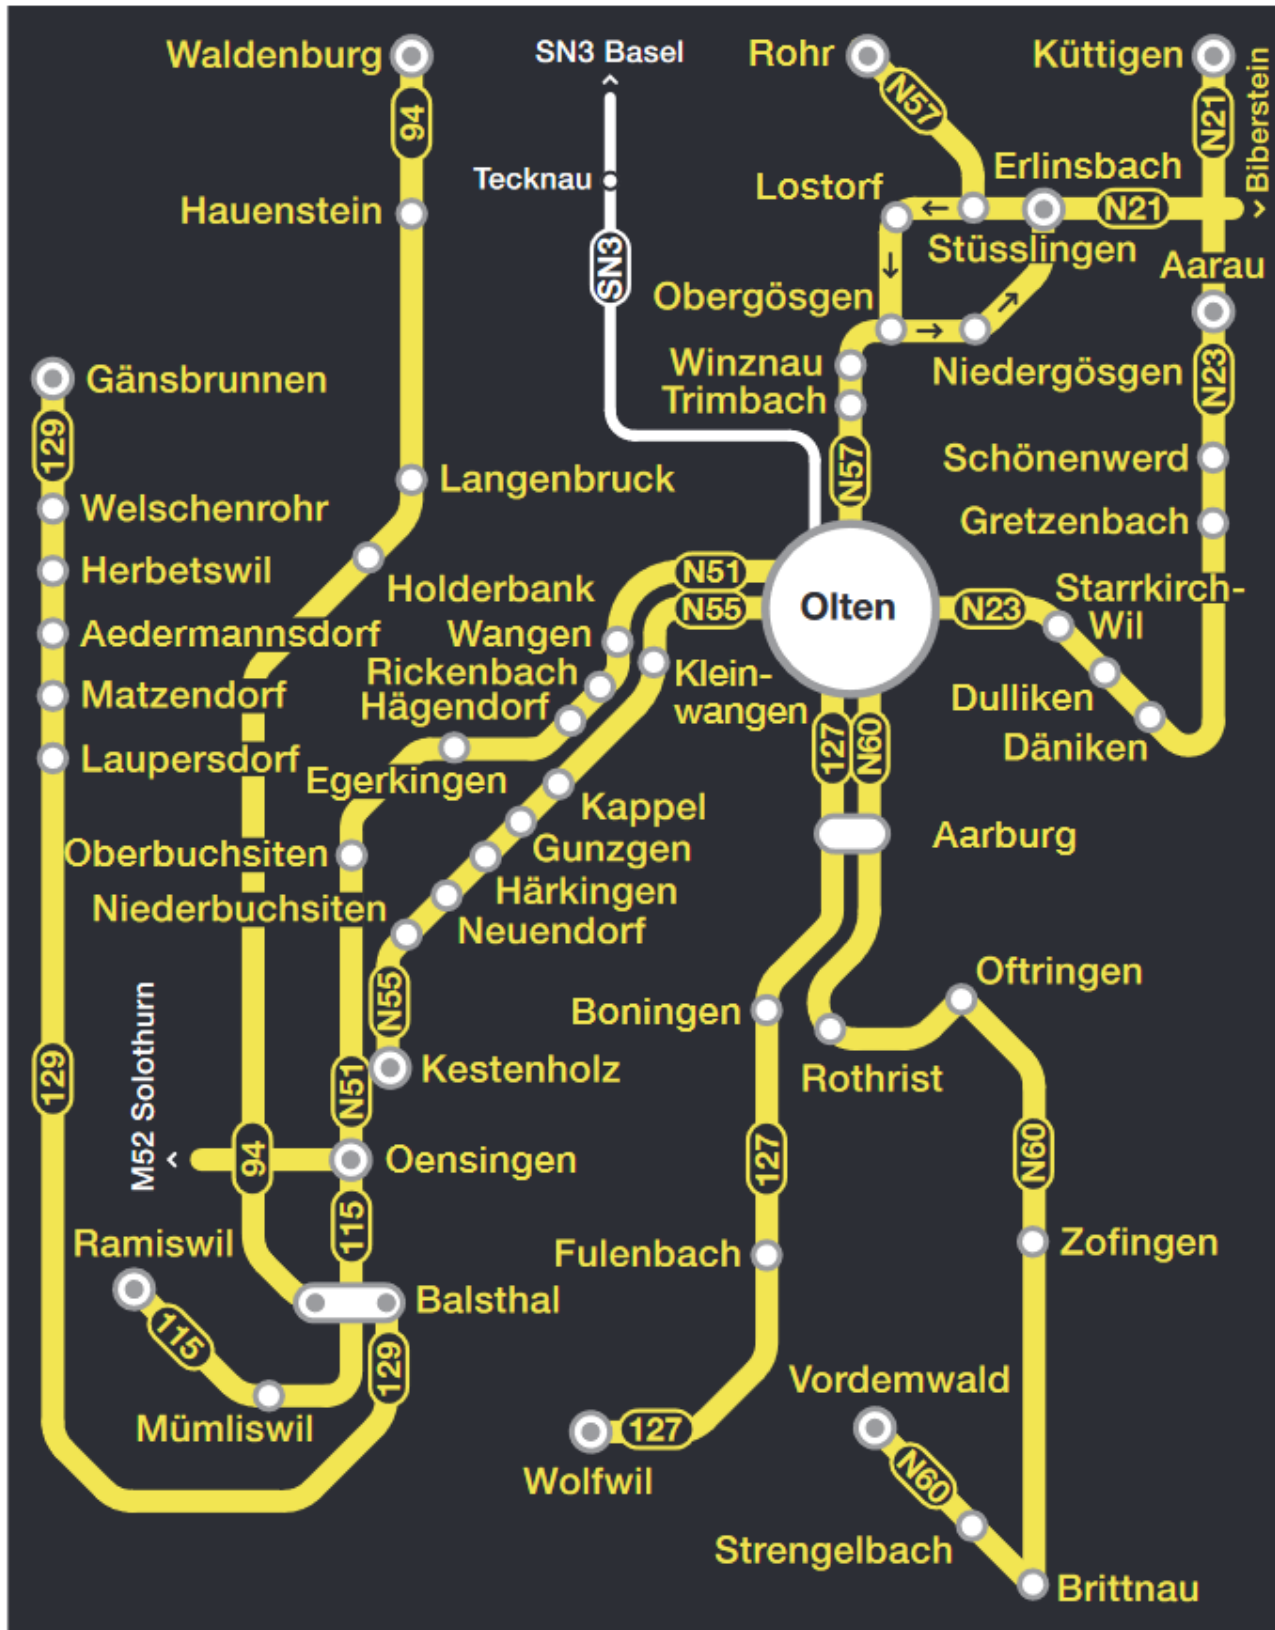 Waldenburg
SN3 Basel
Rohr
Küttigen
94
N57
N21
Biberstein
Tecknau
Erlinsbach
Lostorf
Hauenstein
N21
Stüsslingen
SN3
Aarau
Obergösgen
Winznau
Niedergösgen
N23
Gänsbrunnen
Trimbach
129
N57
Schönenwerd
Langenbruck
Welschenrohr
Gretzenbach
Herbetswil
Holderbank
N51
N55
Olten
N23
Starrkirch-
Wil
Aedermannsdorf
Wangen
Rickenbach
Klein-
wangen
Matzendorf
Hägendorf
Dulliken
Däniken
Laupersdorf
127
N60
Egerkingen
Kappel
Aarburg
Oberbuchsiten
Gunzgen
Härkingen
Niederbuchsiten
Neuendorf
Oftringen
N55
Boningen
M52 Solothurn
129
N51
Kestenholz
Rothrist
94
Oensingen
127
N60
115
Ramiswil
Fulenbach
Zofingen
Balsthal
115
129
Vordemwald
Mümliswil
127
Wolfwil
N60
Strengelbach
Brittnau